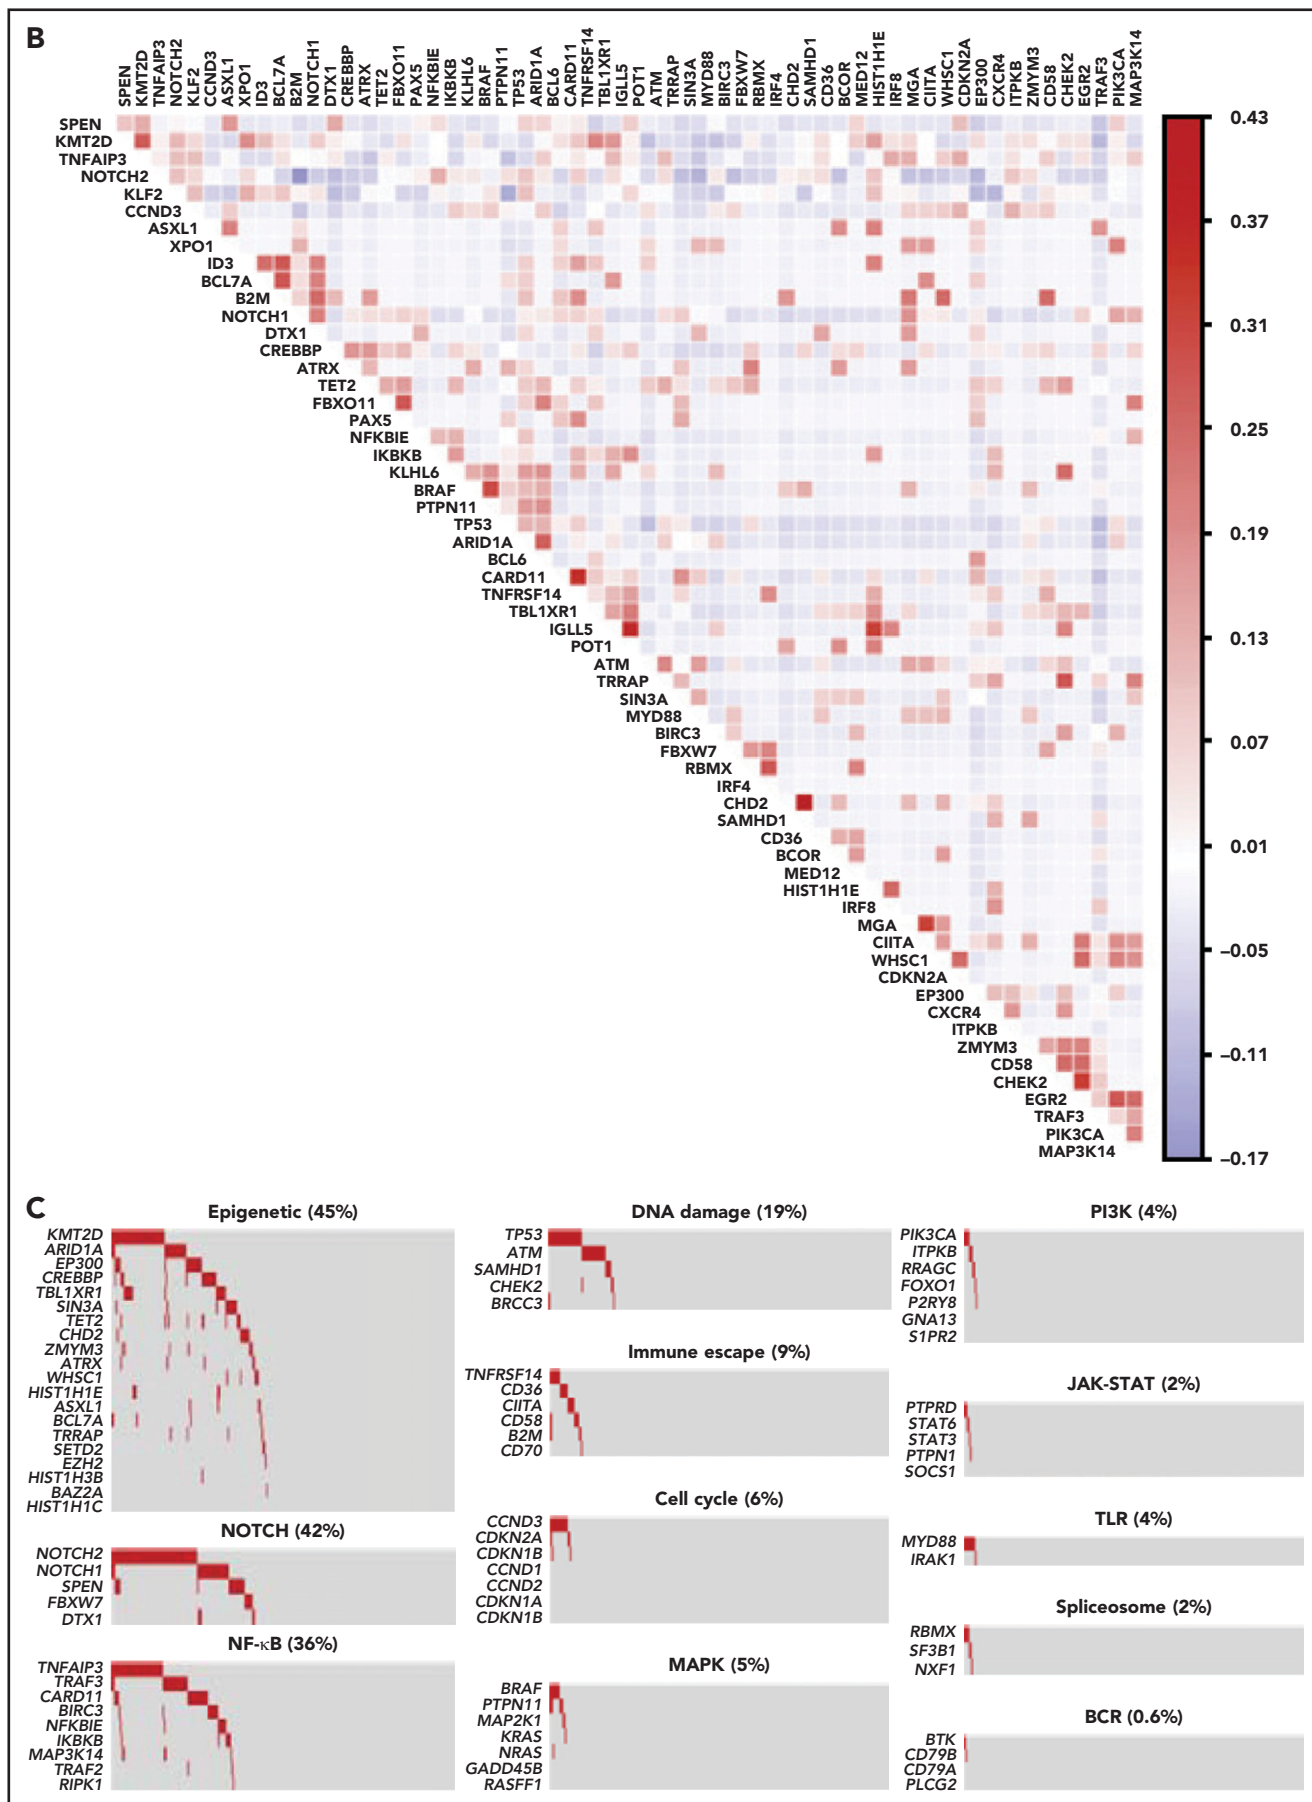 B
SPEN
KMT2D
TNFAIP3
NOTCH2
KLF2
CCND3
ASXL1
XPO1
ID3
BCL7A
B2M
NOTCH1
DTX1
CREBBP
ATRX
TET2
FBXO11
PAX5
NFKBIE
IKBKB
KLHL6
BRAF
PTPN11
TP53
ARID1A
BCL6
CARD11
TNFRSF14
TBL1XR1
IGLL5
POT1
ATM
TRRAP
SIN3A
MYD88
BIRC3
FBXW7
RBMX
IRF4
CHD2
SAMHD1
CD36
BCOR
MED12
HIST1H1E
IRF8
MGA
CIITA
WHSC1
CDKN2A
EP300
CXCR4
ITPKB
ZMYM3
CD58
CHEK2
EGR2
TRAF3
PIK3CA
MAP3K14
SPEN
KMT2D
TNFAIP3
NOTCH2
KLF2
CCND3
ASXL1
XPO1
ID3
BCL7A
B2M
NOTCH1
DTX1
CREBBP
ATRX
TET2
FBXO11
PAX5
NFKBIE
IKBKB
KLHL6
BRAF
PTPN11
TP53
ARID1A
BCL6
CARD11
TNFRSF14
TBL1XR1
IGLL5
POT1
ATM
TRRAP
SIN3A
MYD88
BIRC3
FBXW7
RBMX
IRF4
CHD2
SAMHD1
CD36
BCOR
MED12
HIST1H1E
IRF8
MGA
CIITA
WHSC1
CDKN2A
EP300
CXCR4
ITPKB
ZMYM3
CD58
CHEK2
EGR2
TRAF3
PIK3CA
MAP3K14
0.43
0.37
0.31
0.25
0.19
0.13
0.07
0.01
−0.05
−0.11
−0.17
C
Epigenetic (45%)
KMT2D
ARID1A
EP300
CREBBP
TBL1XR1
SIN3A
TET2
CHD2
ZMYM3
ATRX
WHSC1
HIST1H1E
ASXL1
BCL7A
TRRAP
SETD2
EZH2
HIST1H3B
BAZ2A
HIST1H1C
NOTCH (42%)
NOTCH2
NOTCH1
SPEN
FBXW7
DTX1
NF-κB (36%)
TNFAIP3
TRAF3
CARD11
BIRC3
NFKBIE
IKBKB
MAP3K14
TRAF2
RIPK1
DNA damage (19%)
TP53
ATM
SAMHD1
CHEK2
BRCC3
Immune escape (9%)
TNFRSF14
CD36
CIITA
CD58
B2M
CD70
Cell cycle (6%)
CCND3
CDKN2A
CDKN1B
CCND1
CCND2
CDKN1A
CDKN1B
MAPK (5%)
BRAF
PTPN11
MAP2K1
KRAS
NRAS
GADD45B
RASFF1
PI3K (4%)
PIK3CA
ITPKB
RRAGC
FOXO1
P2RY8
GNA13
S1PR2
JAK-STAT (2%)
PTPRD
STAT6
STAT3
PTPN1
SOCS1
TLR (4%)
MYD88
IRAK1
Spliceosome (2%)
RBMX
SF3B1
NXF1
BCR (0.6%)
BTK
CD79B
CD79A
PLCG2